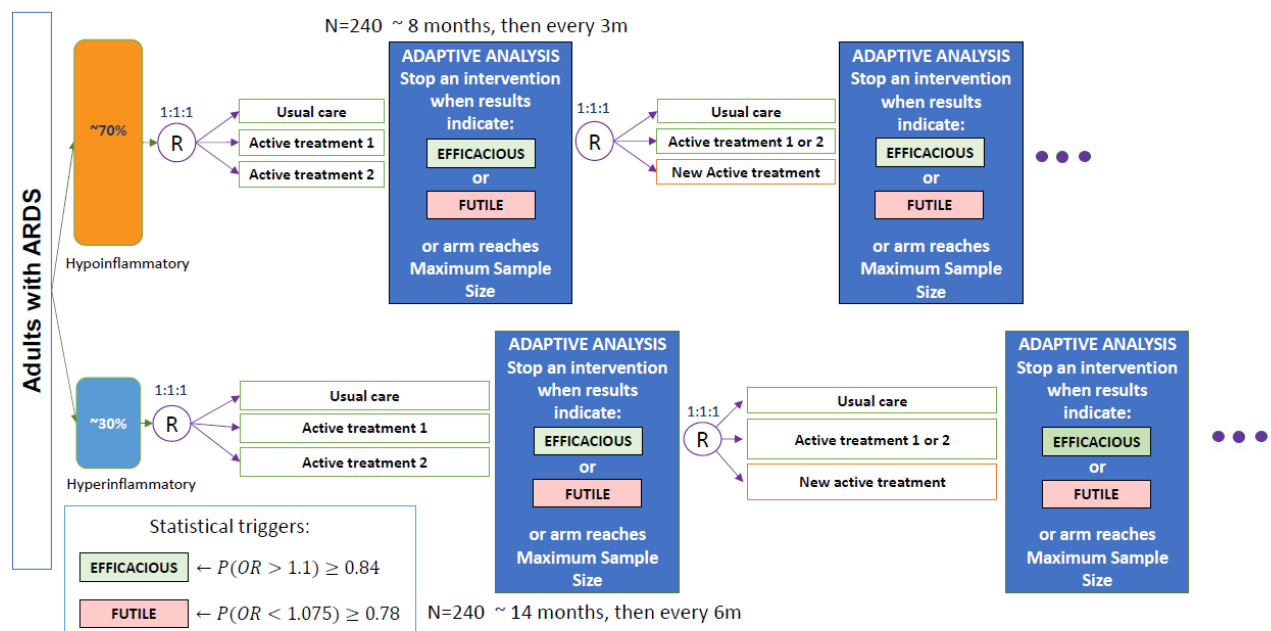 Adults with ARDS
N=240 ~ 8 months, then every 3m
~70%
Hypoinflammatory
1:1:1
R
Usual care
Active treatment 1
Active treatment 2
ADAPTIVE ANALYSIS
Stop an intervention
when results
indicate:
EFFICACIOUS
or
FUTILE
or arm reaches
Maximum Sample
Size
1:1:1
R
Usual care
Active treatment 1 or 2
New Active treatment
ADAPTIVE ANALYSIS
Stop an intervention
when results
indicate:
EFFICACIOUS
or
FUTILE
or arm reaches
Maximum Sample
Size
~30%
Hyperinflammatory
1:1:1
R
Usual care
Active treatment 1
Active treatment 2
ADAPTIVE ANALYSIS
Stop an intervention
when results
indicate:
EFFICACIOUS
or
FUTILE
or arm reaches
Maximum Sample
Size
1:1:1
R
Usual care
Active treatment 1 or 2
New active treatment
ADAPTIVE ANALYSIS
Stop an intervention
when results
indicate:
EFFICACIOUS
or
FUTILE
or arm reaches
Maximum Sample
Size
Statistical triggers:
EFFICACIOUS ← P(OR > 1.1) ≥ 0.84
FUTILE ← P(OR < 1.075) ≥ 0.78
N=240 ~ 14 months, then every 6m